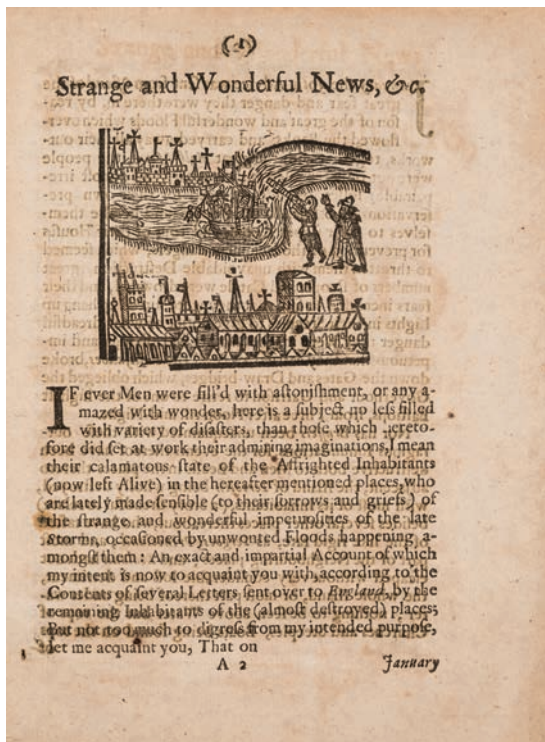 (1)
Strange and Wonderful News, &c.
IF ever Men were fill'd with aſtoniſhment, or any a-
mazed with wonder, here is a ſubject no leſs filled
with variety of diſaſters, than thoſe which hereto-
fore did ſet at work their admiring imaginations, I mean
their calamatous ſtate of the Affrighted Inhabitants
(now left Alive) in the hereafter mentioned places, who
are lately made ſenſible (to their ſorrows and griefs) of
the ſtrange and wonderful impetuoſities of the late
Storms, occaſioned by unwonted Floods happening a-
mongſt them: An exact and impartial Account of which
my intent is now to acquaint you with, according to the
Contents of ſeveral Letters ſent over to England, by the
remaining Inhabitants of the (almoſt deſtroyed) places;
But not too much to digreſs from my intended purpoſe,
let me acquaint you, That on
A 2 January